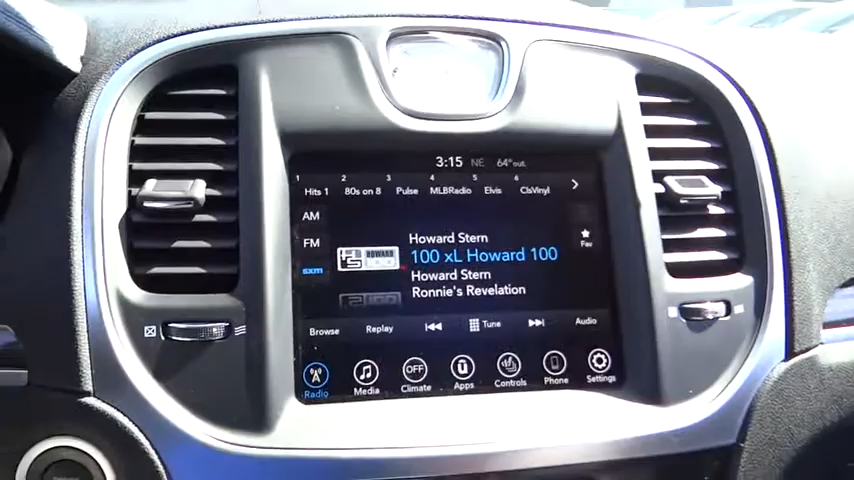 3:15 NE 64° out.
1 2 3 4 5 6
Hits 1 80s on 8 Pulse MLBRadio Elvis ClsVinyl
AM
FM
sxm
HOWARD
Howard Stern
100 xL Howard 100
Howard Stern
Ronnie's Revelation
Fav
Browse Replay Tune Audio
OFF
Radio Media Climate Apps Controls Phone Settings